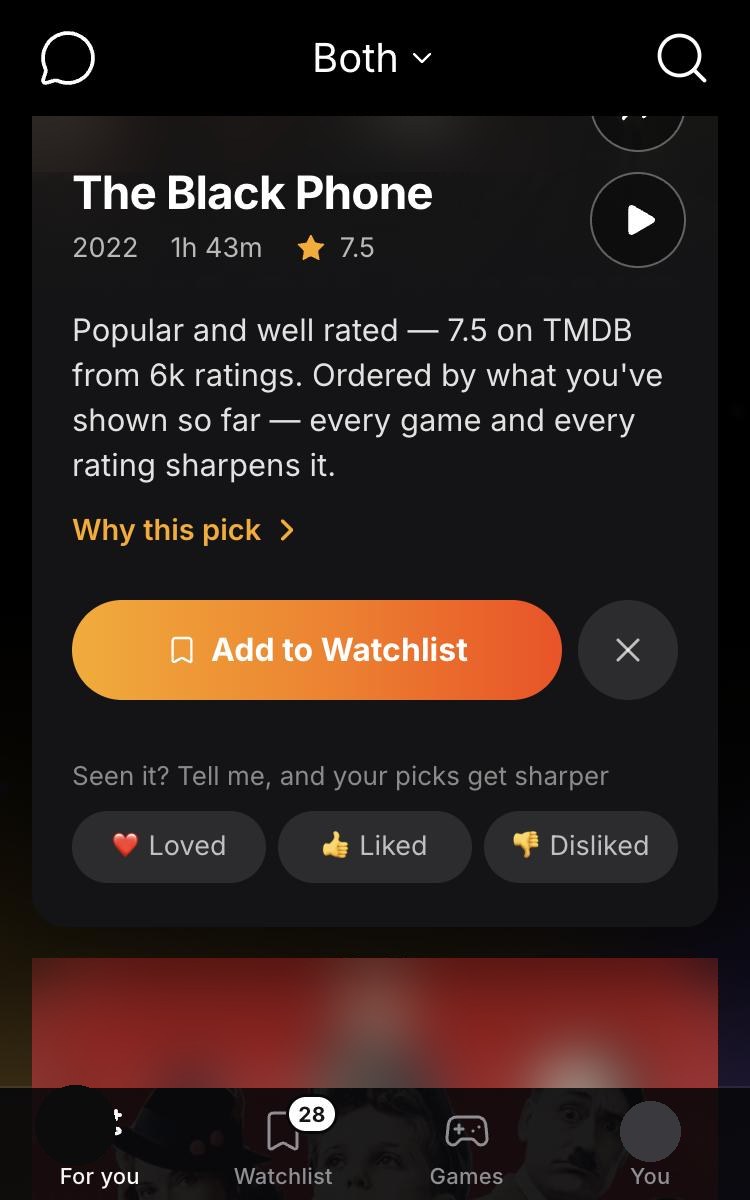 Both
The Black Phone
2022 1h 43m 7.5
Popular and well rated — 7.5 on TMDB
from 6k ratings. Ordered by what you've
shown so far — every game and every
rating sharpens it.
Why this pick
Add to Watchlist
Seen it? Tell me, and your picks get sharper
❤️ Loved 👍 Liked 👎 Disliked
28
For you Watchlist Games You